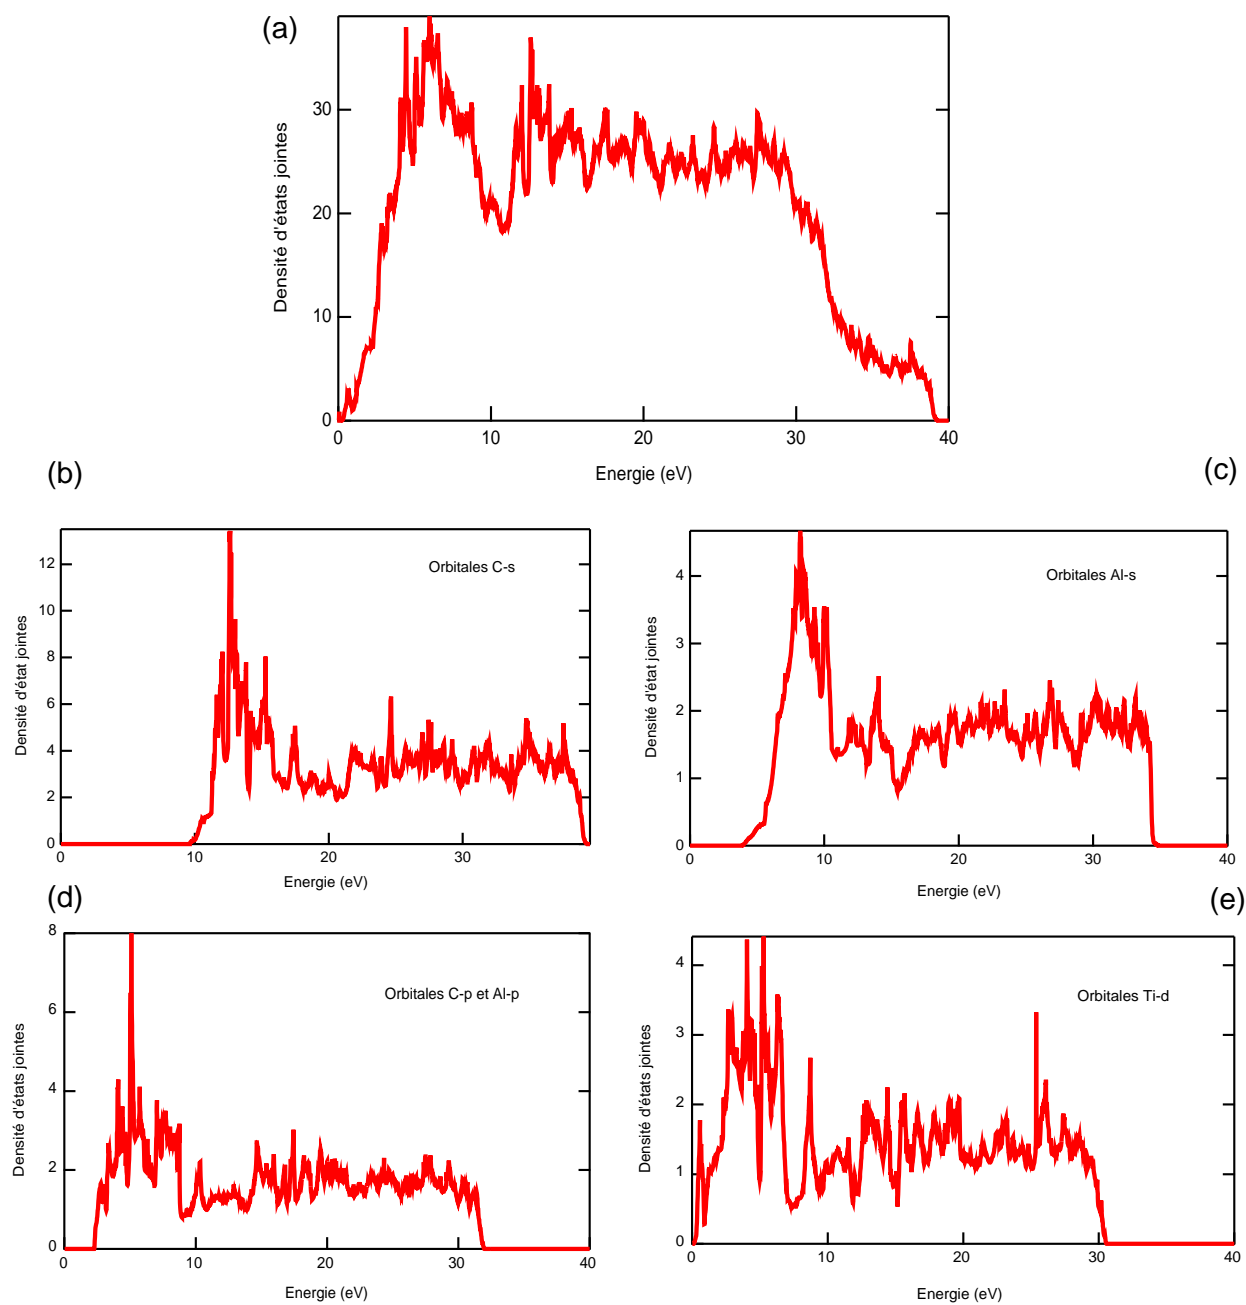 (a)
Densité d'états jointes
30
20
10
0
0 10 20 30 40
Energie (eV)
(b)
(c)
Densité d'état jointes
12
10
8
6
4
2
0
Orbitales C-s
0 10 20 30
Energie (eV)
Densité d'état jointes
4
3
2
1
0
Orbitales Al-s
0 10 20 30 40
Energie (eV)
(d)
(e)
Densité d'états jointes
8
6
4
2
0
Orbitales C-p et Al-p
0 10 20 30 40
Energie (eV)
Densité d'états jointes
4
3
2
1
0
Orbitales Ti-d
0 10 20 30 40
Energie (eV)